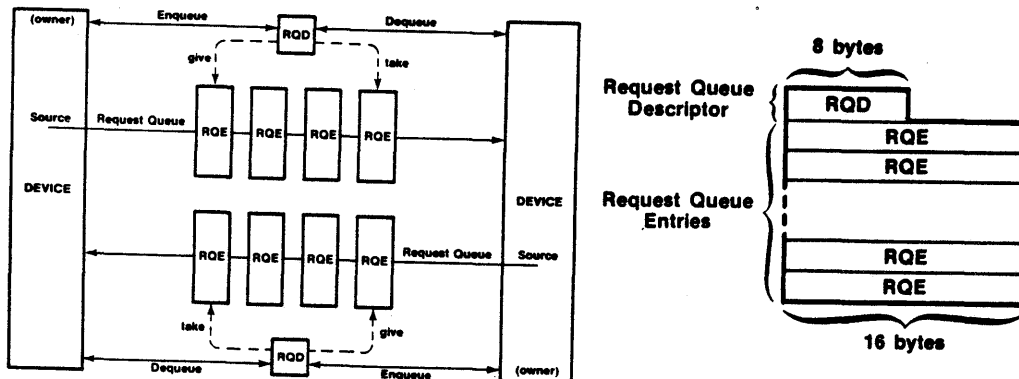 (owner)
Enqueue
RQD
Dequeue
give
take
Source
Request Queue
RQE
RQE
RQE
RQE
DEVICE
DEVICE
RQE
RQE
RQE
RQE
Request Queue
Source
take
give
RQD
Dequeue
Enqueue
(owner)
8 bytes
Request Queue
Descriptor
RQD
RQE
RQE
Request Queue
Entries
RQE
RQE
16 bytes